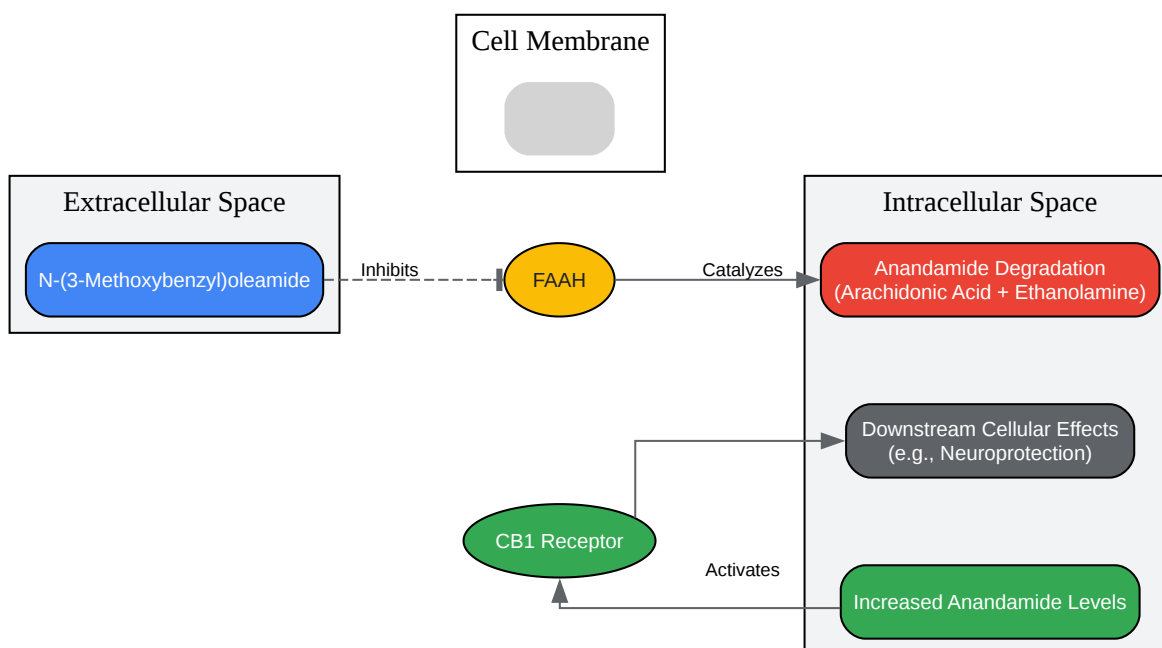 Cell Membrane
Extracellular Space
Intracellular Space
N-(3-Methoxybenzyl)oleamide
Inhibits
FAAH
Catalyzes
Anandamide Degradation
(Arachidonic Acid + Ethanolamine)
Downstream Cellular Effects
(e.g., Neuroprotection)
CB1 Receptor
Activates
Increased Anandamide Levels